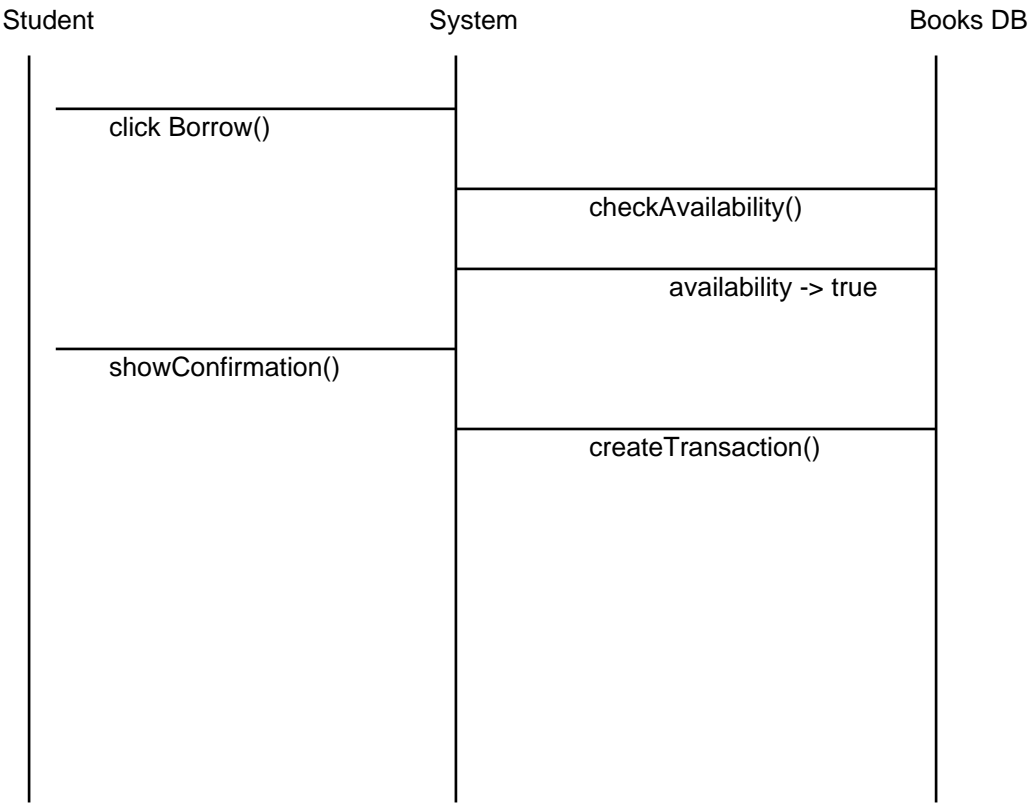 Student
System
Books DB
click Borrow()
checkAvailability()
availability -> true
showConfirmation()
createTransaction()